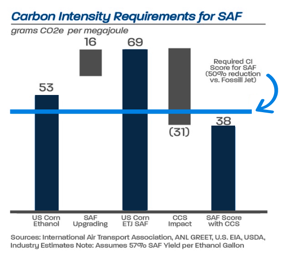 Carbon Intensity Requirements for SAF
grams CO2e per megajoule
16
69
53
(31)
38
Required CI
Score for SAF
(50% reduction
vs. Fossill Jet)
US Corn
Ethanol
SAF
Upgrading
US Corn
ETJ SAF
CCS
Impact
SAF Score
with CCS
Sources: International Air Transport Association, ANL GREET, U.S. EIA, USDA,
Industry Estimates Note: Assumes 57% SAF Yield per Ethanol Gallon